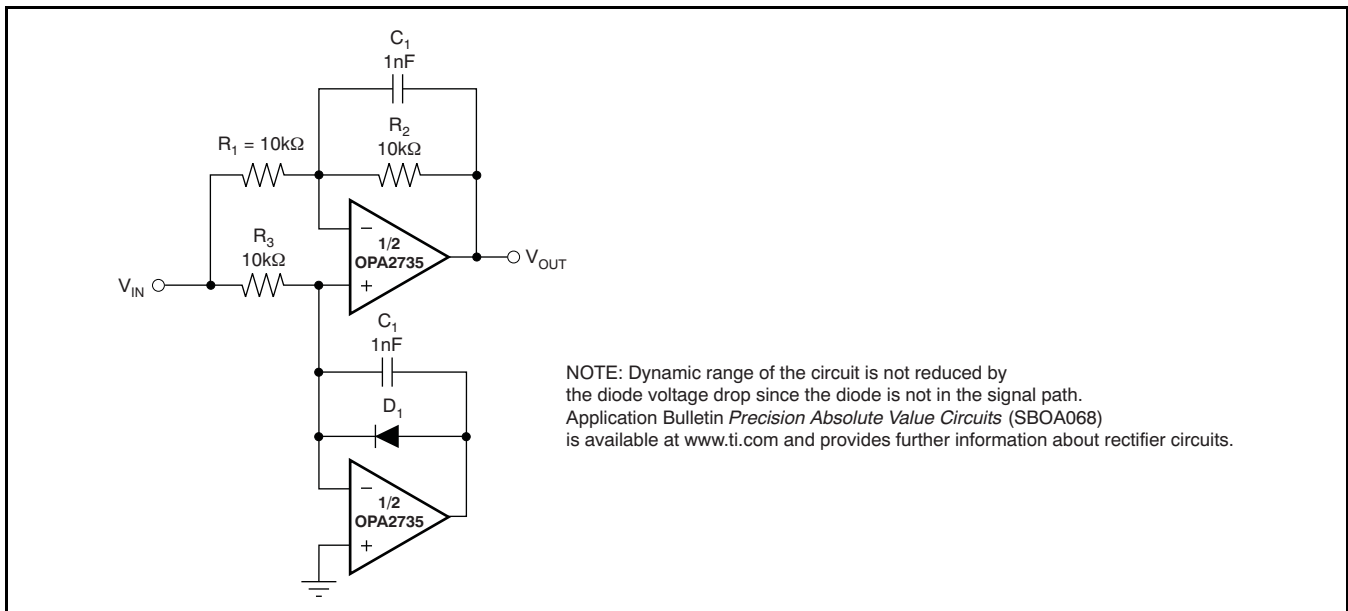 C1
1nF
R2
10kΩ
R1 = 10kΩ
−
1/2
OPA2735
+
VOUT
R3
10kΩ
VIN
C1
1nF
D1
−
1/2
OPA2735
+
NOTE: Dynamic range of the circuit is not reduced by
the diode voltage drop since the diode is not in the signal path.
Application Bulletin Precision Absolute Value Circuits (SBOA068)
is available at www.ti.com and provides further information about rectifier circuits.